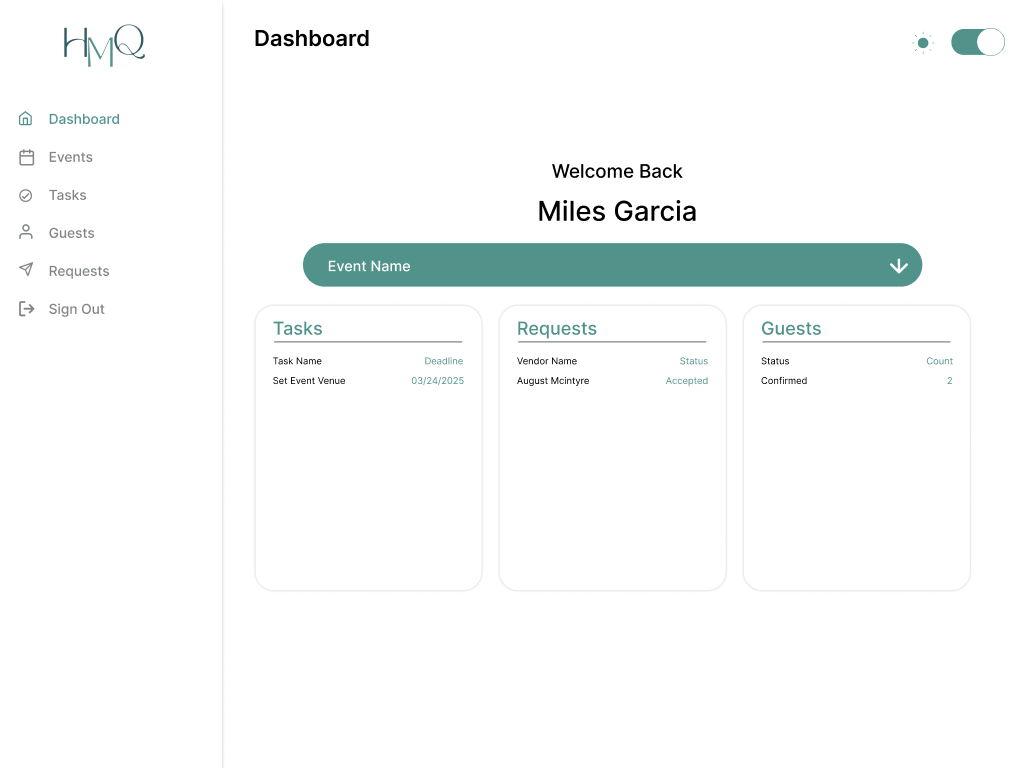 HMQ
Dashboard
Dashboard
Events
Tasks
Guests
Requests
Sign Out
Welcome Back
Miles Garcia
Event Name
Tasks
Task Name Deadline
Set Event Venue 03/24/2025
Requests
Vendor Name Status
August Mcintyre Accepted
Guests
Status Count
Confirmed 2